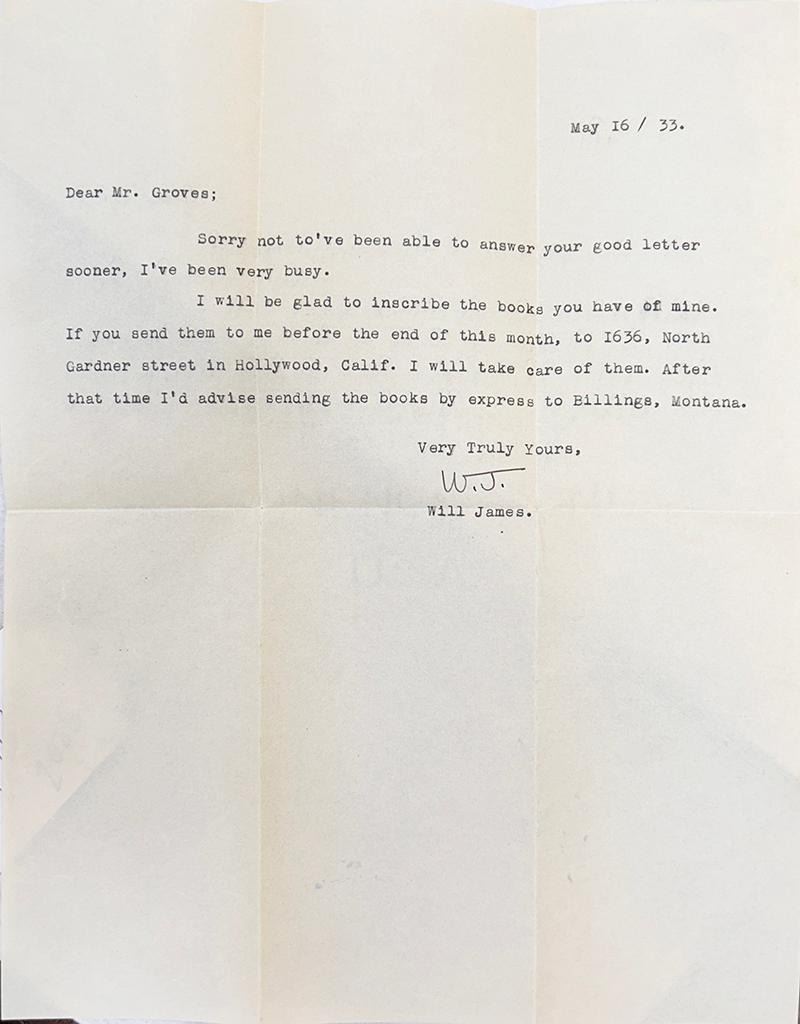 May 16 / 33.
Dear Mr. Groves;
Sorry not to've been able to answer your good letter
sooner, I've been very busy.
I will be glad to inscribe the books you have of mine.
If you send them to me before the end of this month, to 1636, North
Gardner street in Hollywood, Calif. I will take care of them. After
that time I'd advise sending the books by express to Billings, Montana.
Very Truly Yours,
W.J.
Will James.